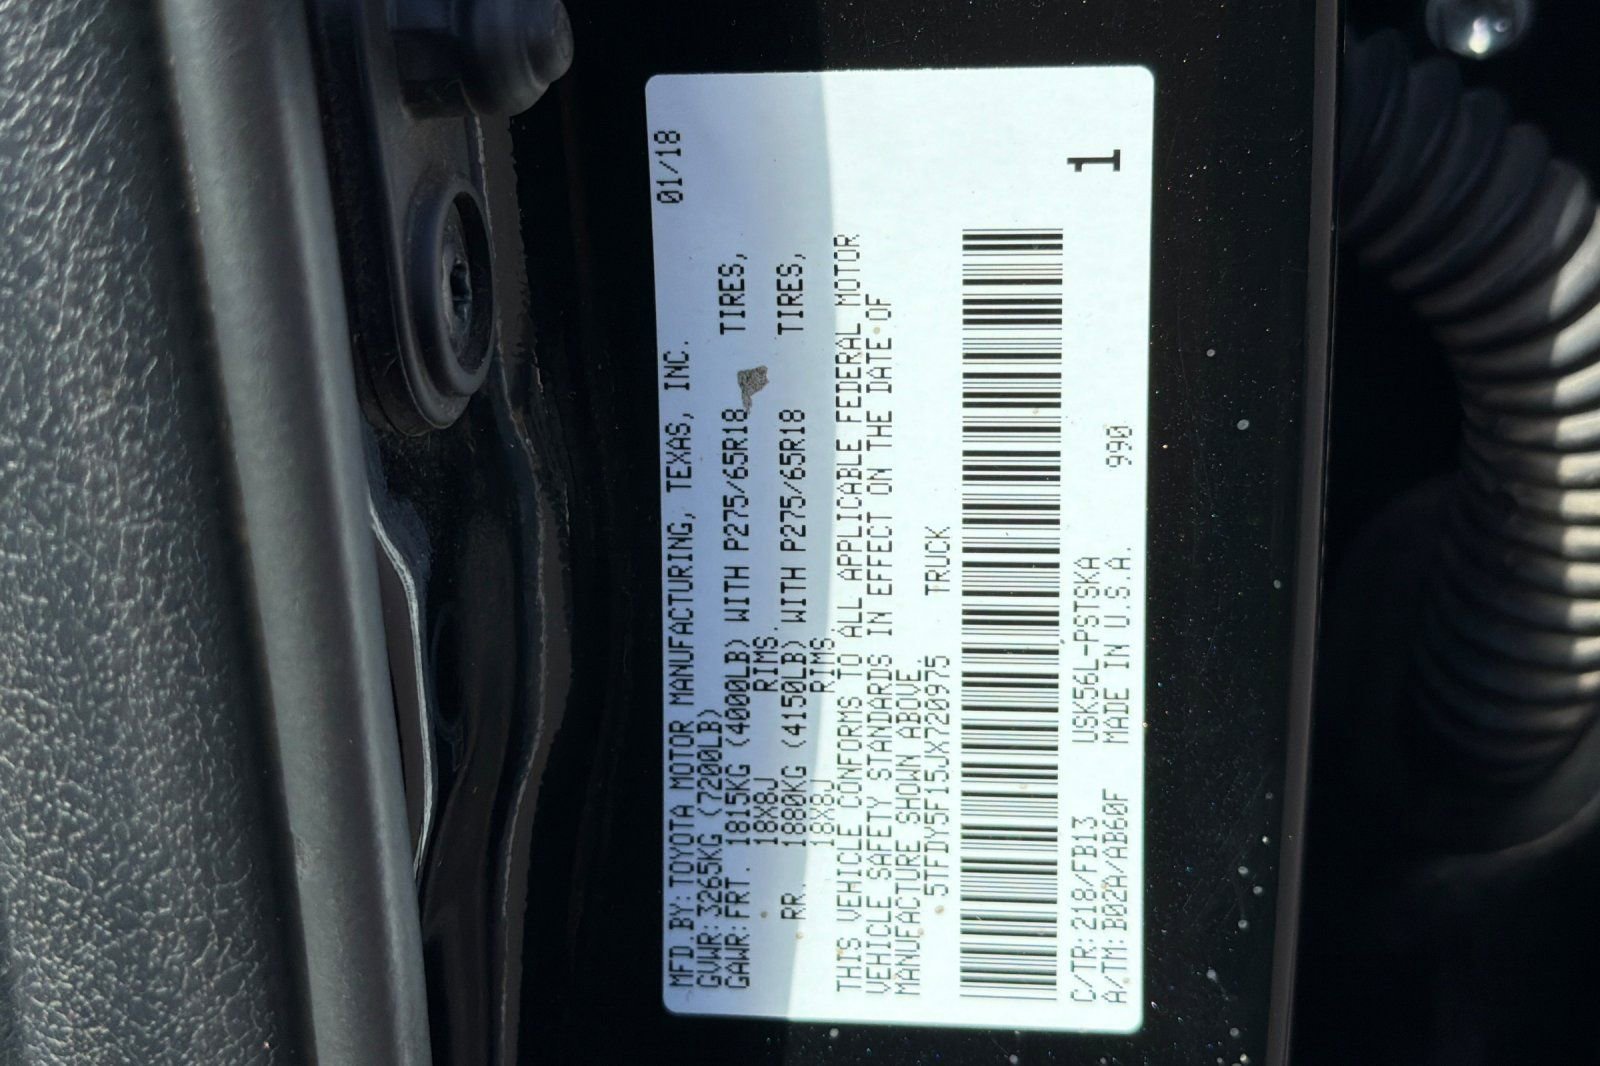 MFD BY:TOYOTA MOTOR MANUFACTURING, TEXAS, INC. 01/18
GVWR:3265KG (7200LB)
GAWR:FRT. 1815KG (4000LB) WITH P275/65R18 TIRES,
18X8J RIMS,
RR. 1880KG (4150LB) WITH P275/65R18 TIRES,
18X8J RIMS
THIS VEHICLE CONFORMS TO ALL APPLICABLE FEDERAL MOTOR
VEHICLE SAFETY STANDARDS IN EFFECT ON THE DATE OF
MANUFACTURE SHOWN ABOVE.
5TFDY5F15JX720975 TRUCK
C/TR:218/FB13 USK56L-PSTSKA
A/TM:B02A/AB60F MADE IN U.S.A. 990
1